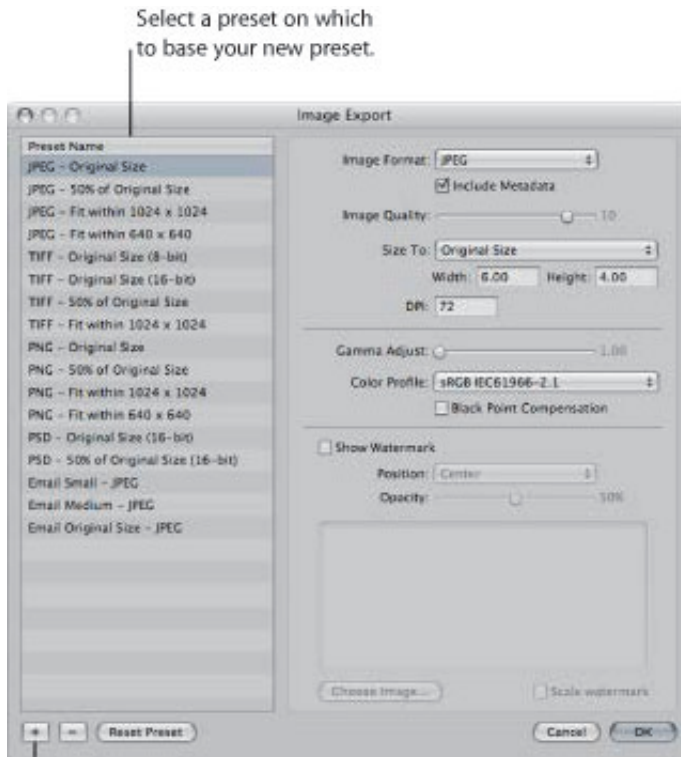 Select a preset on which
to base your new preset.
Image Export
Preset Name
JPEG - Original Size
JPEG - 50% of Original Size
JPEG - Fit within 1024 x 1024
JPEG - Fit within 640 x 640
TIFF - Original Size (8-bit)
TIFF - Original Size (16-bit)
TIFF - 50% of Original Size
TIFF - Fit within 1024 x 1024
PNG - Original Size
PNG - 50% of Original Size
PNG - Fit within 1024 x 1024
PNG - Fit within 640 x 640
PSD - Original Size (16-bit)
PSD - 50% of Original Size (16-bit)
Email Small - JPEG
Email Medium - JPEG
Email Original Size - JPEG
Image Format: JPEG
Include Metadata
Image Quality: 10
Size To: Original Size
Width: 6.00 Height: 4.00
DPI: 72
Gamma Adjust: 1.00
Color Profile: sRGB IEC61966-2.1
Black Point Compensation
Show Watermark
Position: Center
Opacity: 50%
Choose Image... Scale watermark
+ - Reset Preset Cancel OK